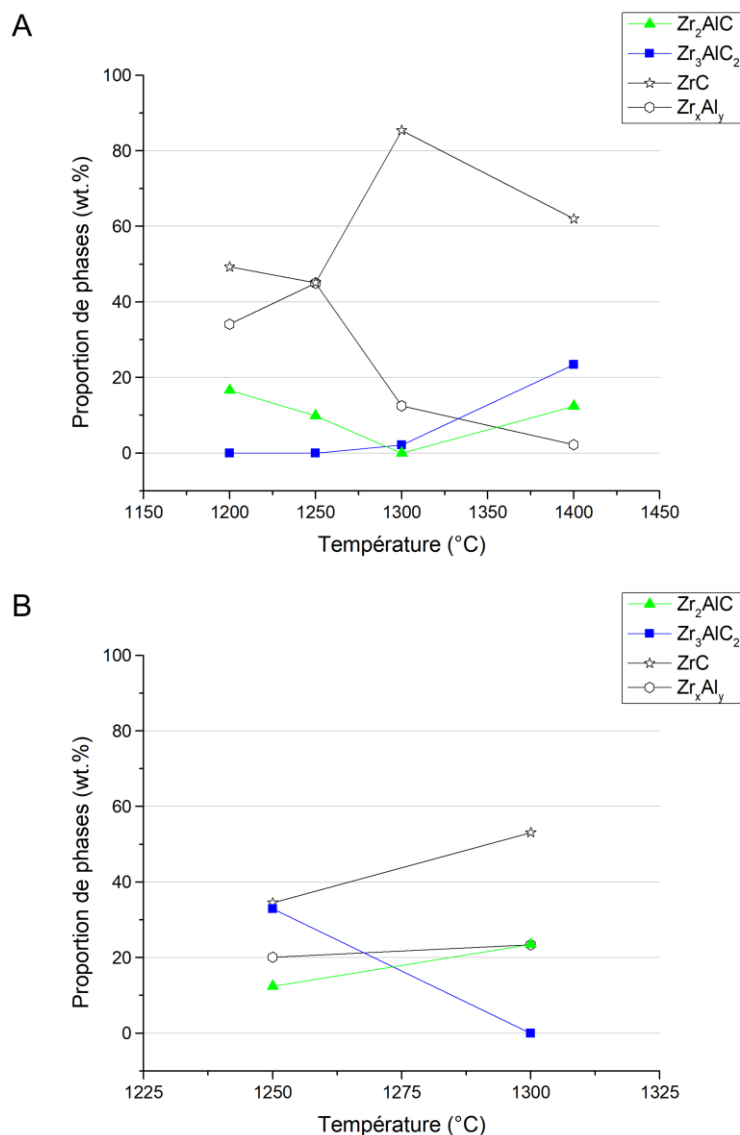 A
Zr₂AlC
Zr₃AlC₂
ZrC
ZrₓAlᵧ
Proportion de phases (wt.%)
100
80
60
40
20
0
1150 1200 1250 1300 1350 1400 1450
Température (°C)
B
Zr₂AlC
Zr₃AlC₂
ZrC
ZrₓAlᵧ
Proportion de phases (wt.%)
100
80
60
40
20
0
1225 1250 1275 1300 1325
Température (°C)